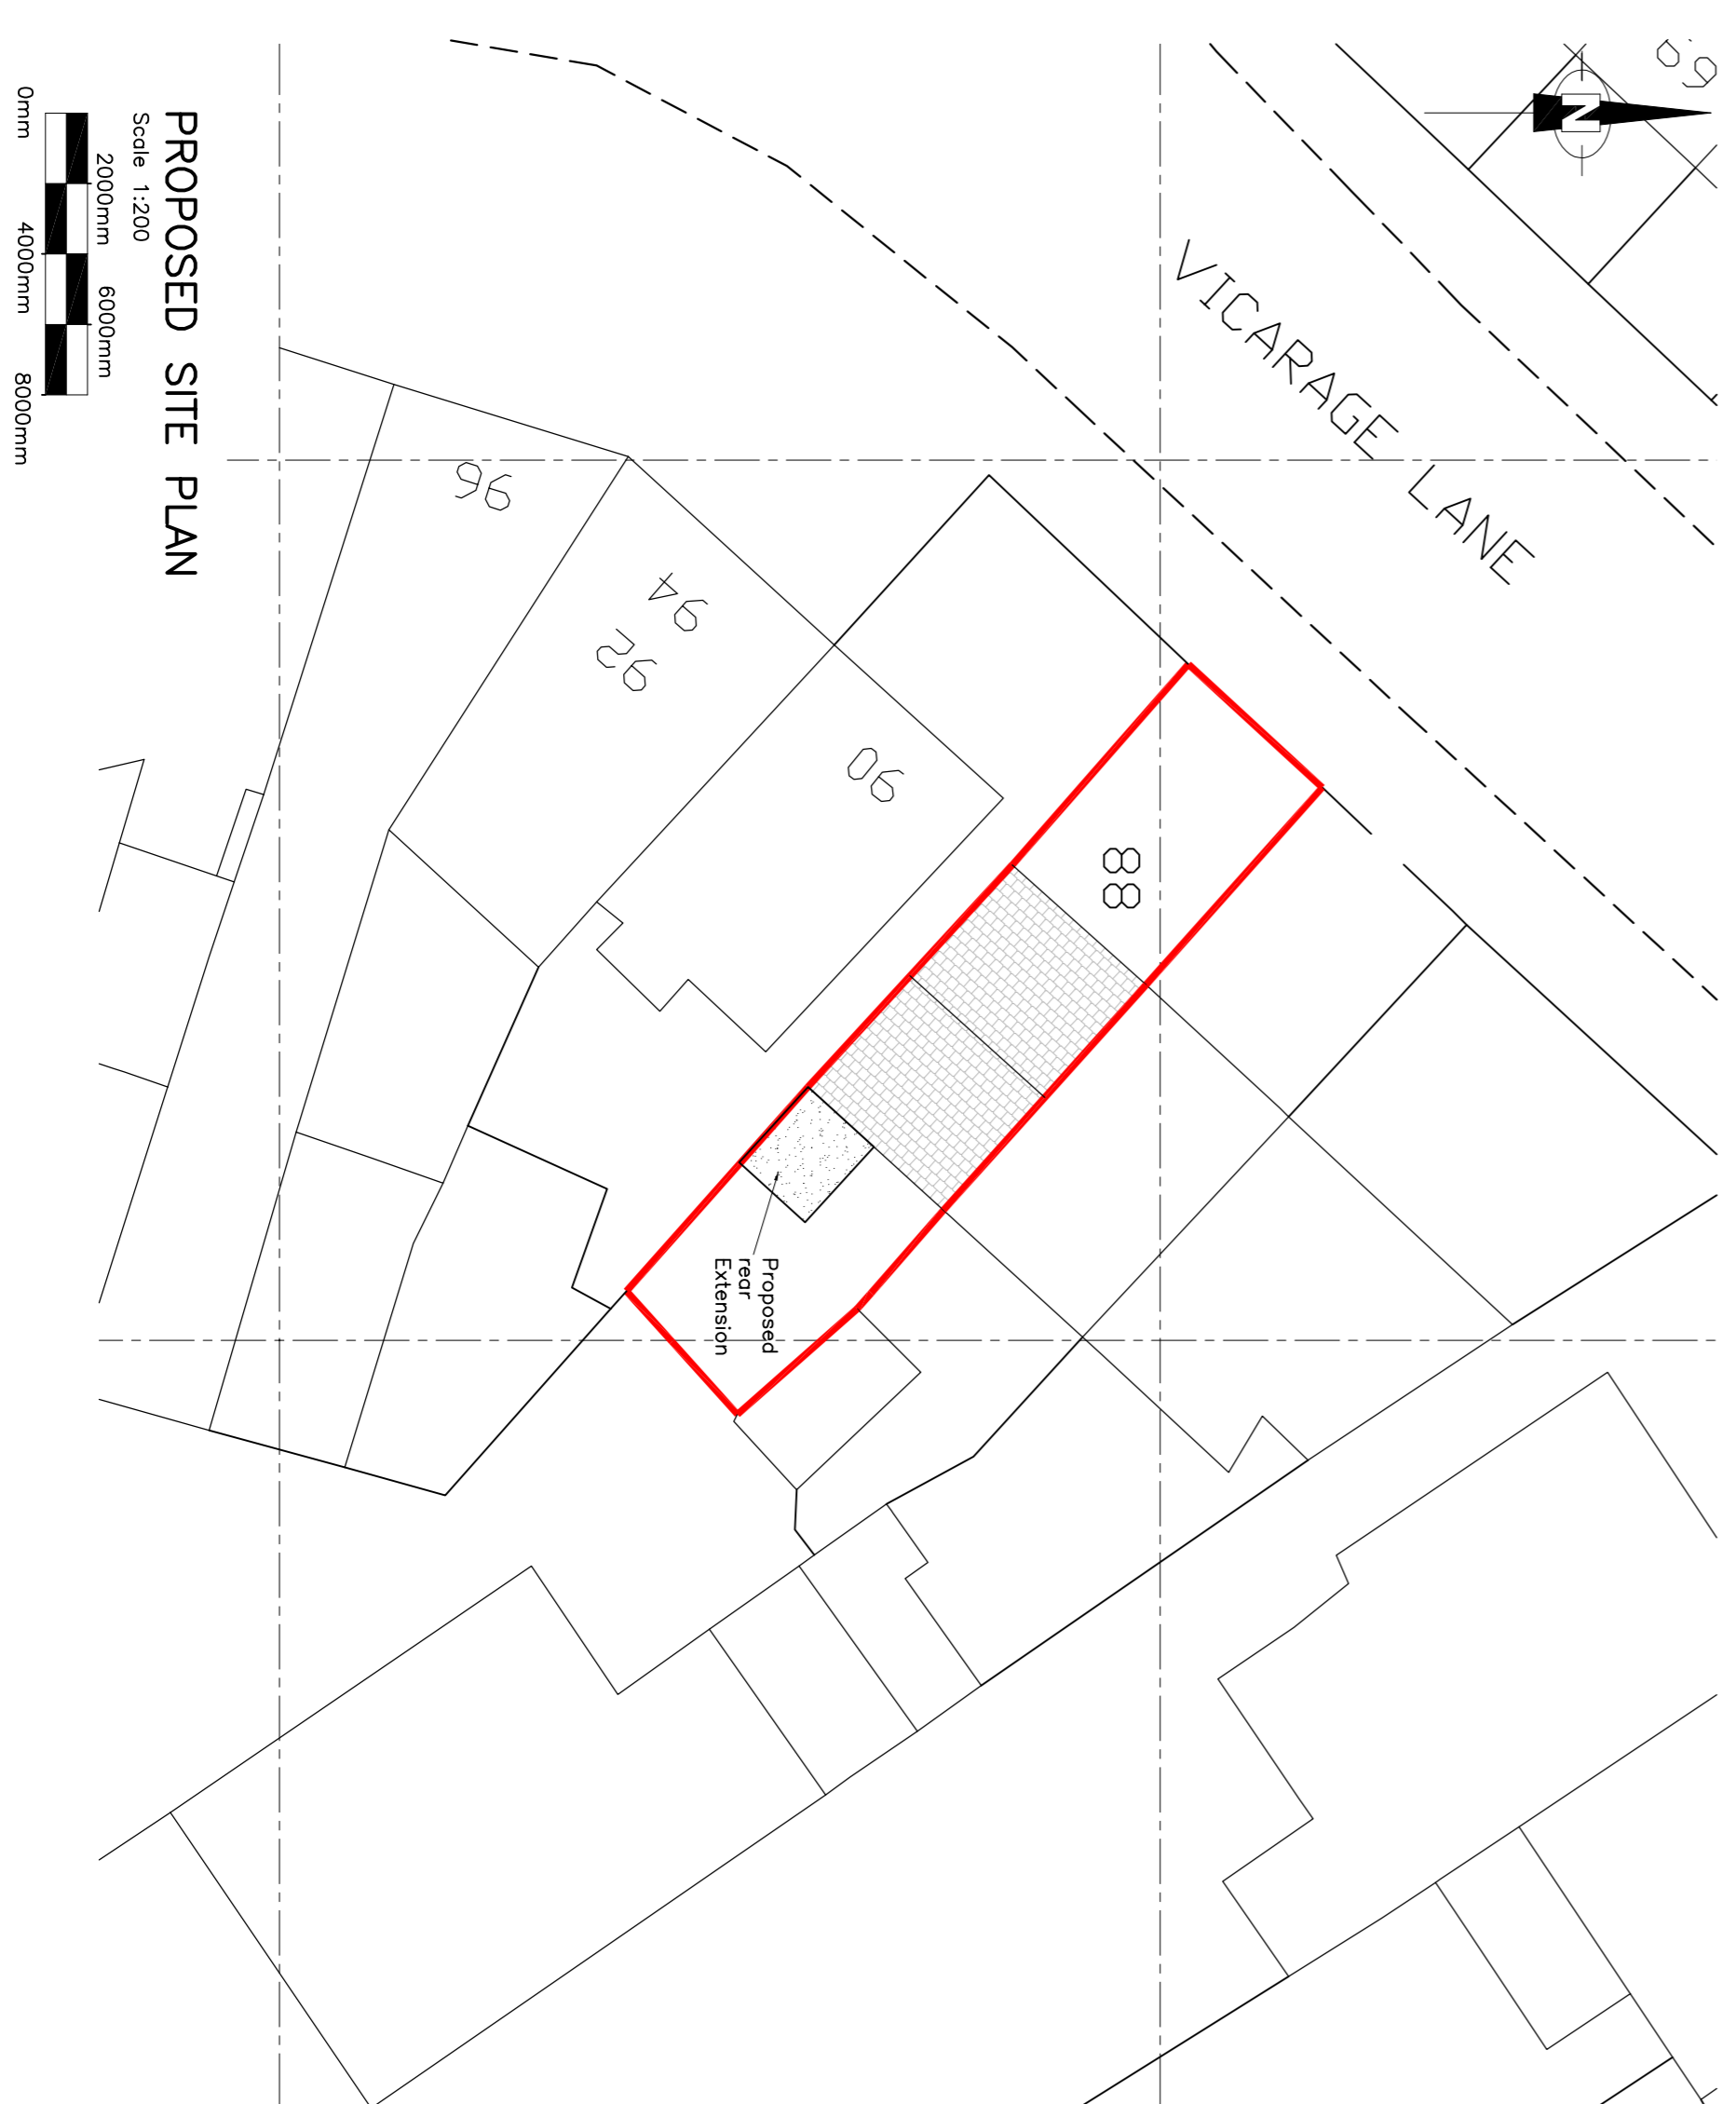 69
N
VICARAGE LANE
96
94
92
90
88
Proposed
rear
Extension
PROPOSED SITE PLAN
Scale 1:200
0mm
2000mm
4000mm
6000mm
8000mm